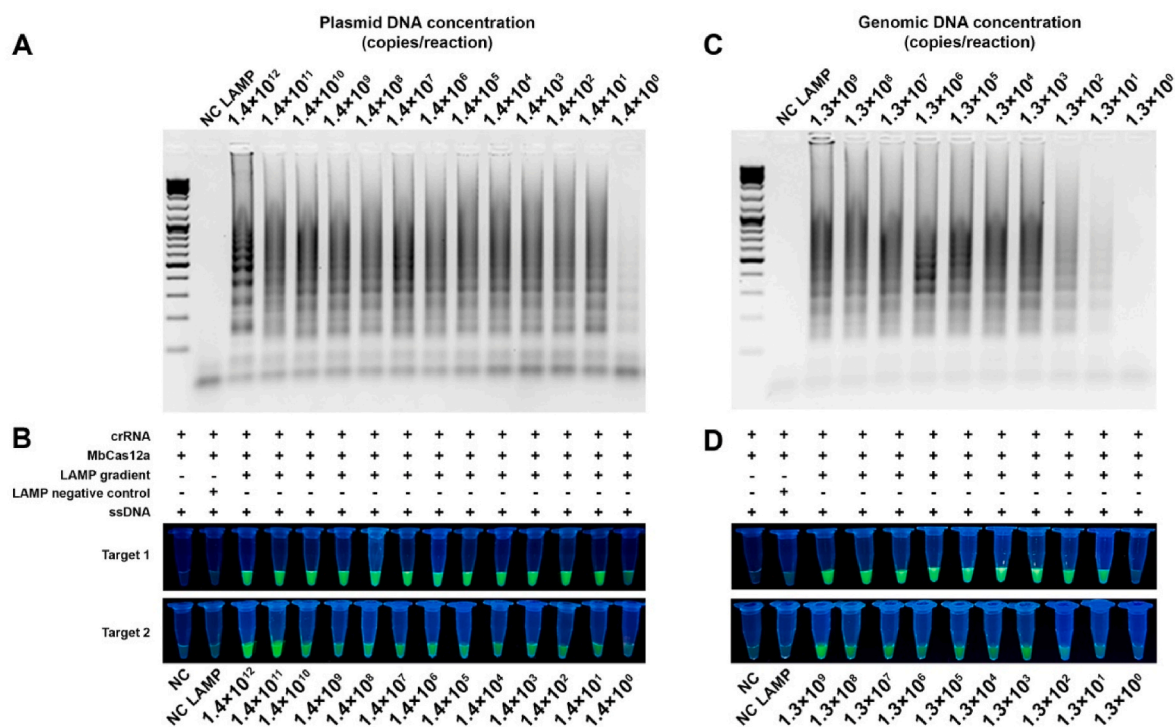 A
Plasmid DNA concentration
(copies/reaction)
NC LAMP 1.4×10¹² 1.4×10¹¹ 1.4×10¹⁰ 1.4×10⁹ 1.4×10⁸ 1.4×10⁷ 1.4×10⁶ 1.4×10⁵ 1.4×10⁴ 1.4×10³ 1.4×10² 1.4×10¹ 1.4×10⁰
C
Genomic DNA concentration
(copies/reaction)
NC LAMP 1.3×10⁹ 1.3×10⁸ 1.3×10⁷ 1.3×10⁶ 1.3×10⁵ 1.3×10⁴ 1.3×10³ 1.3×10² 1.3×10¹ 1.3×10⁰
B
crRNA + + + + + + + + + + + + + + +
MbCas12a + + + + + + + + + + + + + + +
LAMP gradient - - + + + + + + + + + + + + +
LAMP negative control - + - - - - - - - - - - - - -
ssDNA + + + + + + + + + + + + + + +
Target 1
Target 2
NC NC LAMP 1.4×10¹² 1.4×10¹¹ 1.4×10¹⁰ 1.4×10⁹ 1.4×10⁸ 1.4×10⁷ 1.4×10⁶ 1.4×10⁵ 1.4×10⁴ 1.4×10³ 1.4×10² 1.4×10¹ 1.4×10⁰
D
+ + + + + + + + + + + +
+ + + + + + + + + + + +
- - + + + + + + + + + +
- + - - - - - - - - - -
+ + + + + + + + + + + +
NC NC LAMP 1.3×10⁹ 1.3×10⁸ 1.3×10⁷ 1.3×10⁶ 1.3×10⁵ 1.3×10⁴ 1.3×10³ 1.3×10² 1.3×10¹ 1.3×10⁰